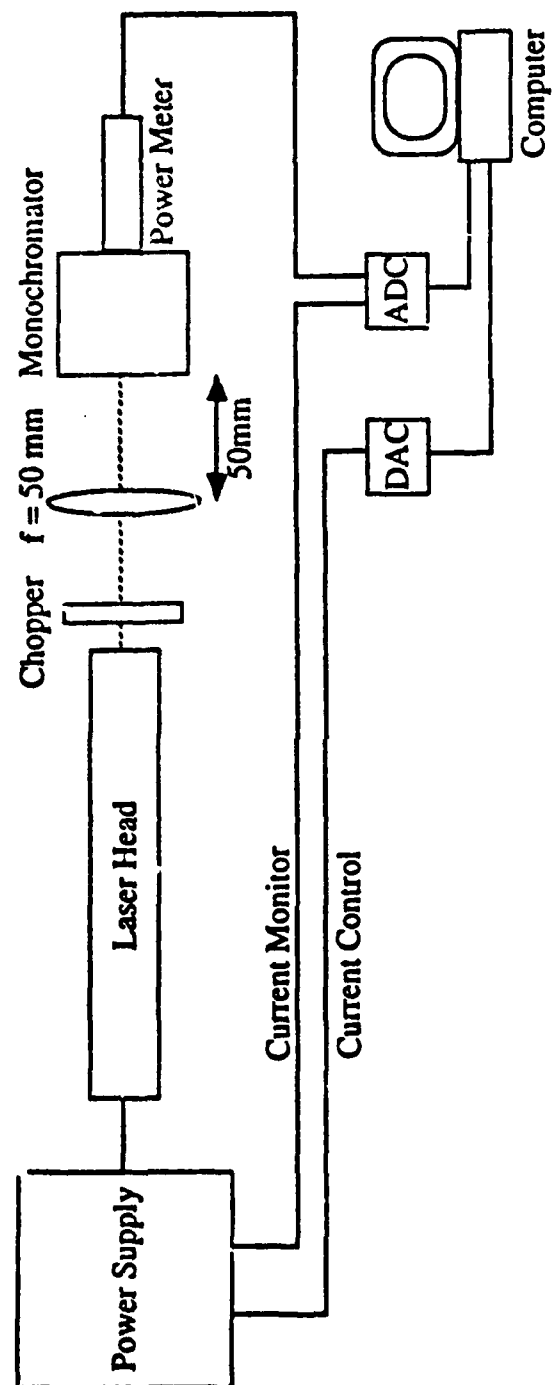 Chopper
f = 50 mm
Monochromator
Power Meter
50mm
Laser Head
Power Supply
Current Monitor
Current Control
DAC
ADC
Computer